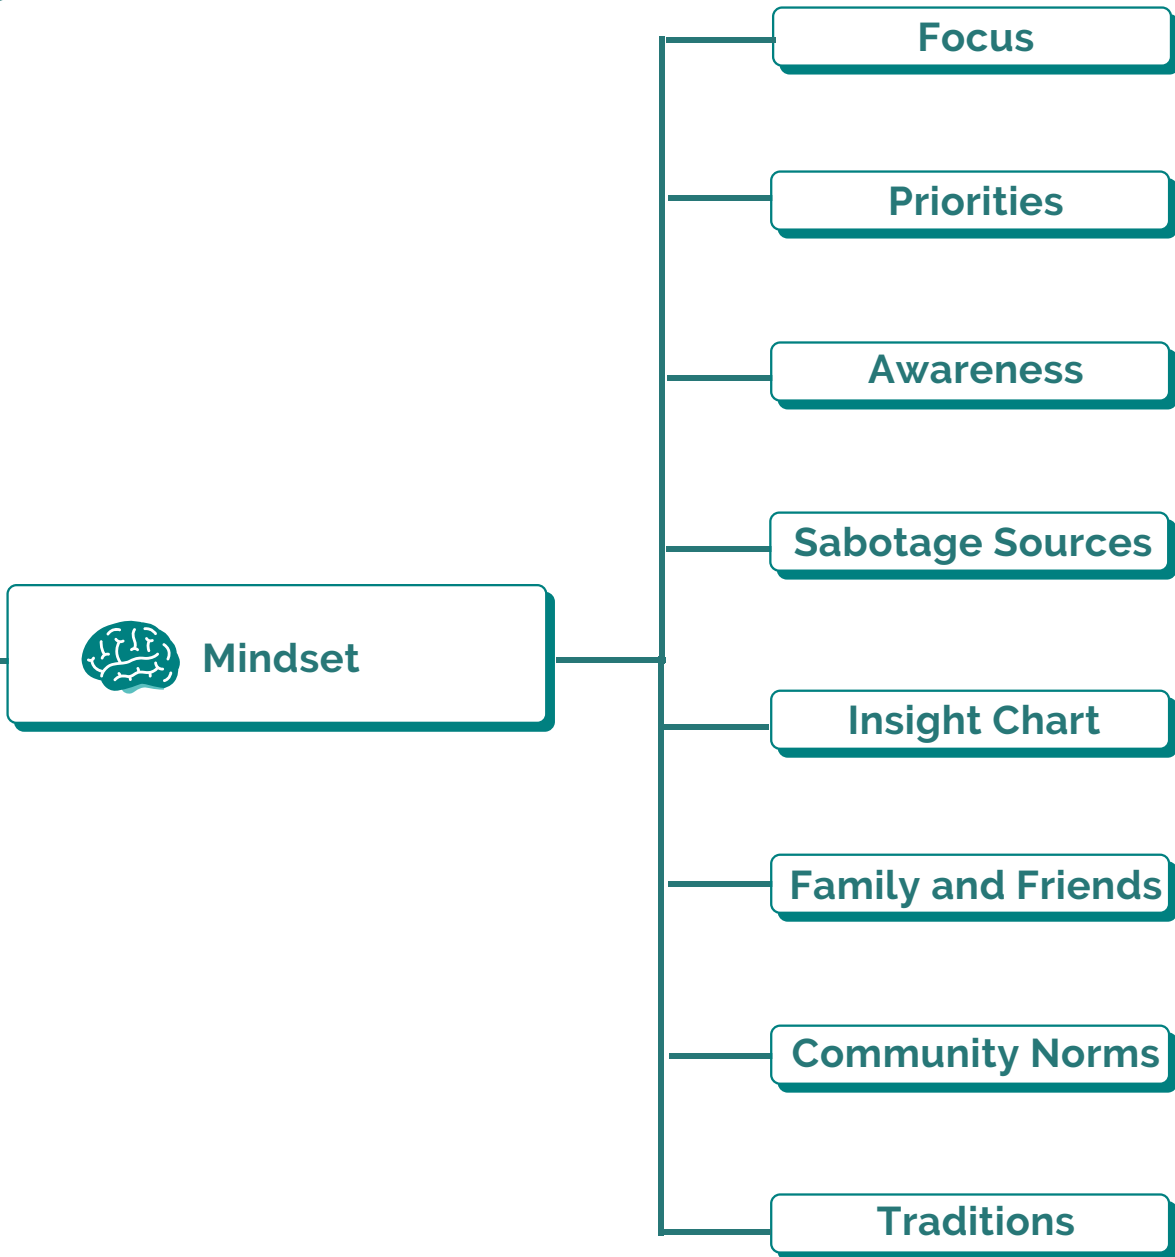 Focus
Priorities
Awareness
Sabotage Sources
Mindset
Insight Chart
Family and Friends
Community Norms
Traditions